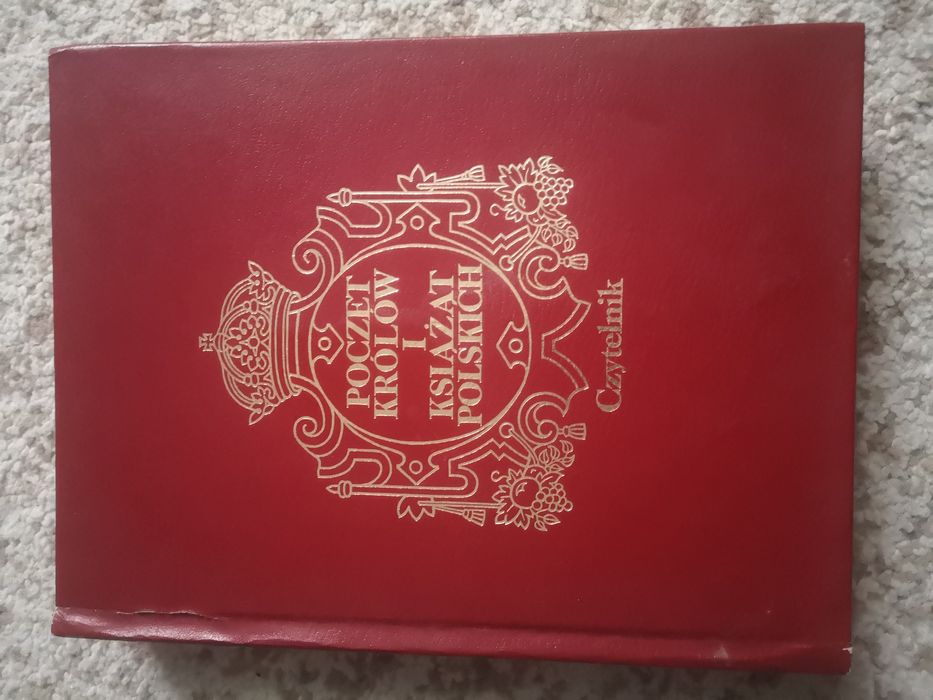 POCZET
KRÓLÓW
I
KSIĄŻĄT
POLSKICH
Czytelnik